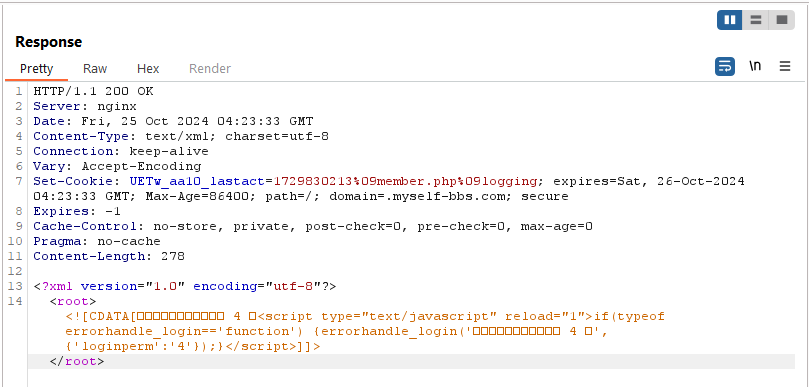 Response
Pretty Raw Hex Render
\n
1 HTTP/1.1 200 OK
2 Server: nginx
3 Date: Fri, 25 Oct 2024 04:23:33 GMT
4 Content-Type: text/xml; charset=utf-8
5 Connection: keep-alive
6 Vary: Accept-Encoding
7 Set-Cookie: UETw_aa10_lastact=1729830213%09member.php%09logging; expires=Sat, 26-Oct-2024
04:23:33 GMT; Max-Age=86400; path=/; domain=.myself-bbs.com; secure
8 Expires: -1
9 Cache-Control: no-store, private, post-check=0, pre-check=0, max-age=0
10 Pragma: no-cache
11 Content-Length: 278
12
13 <?xml version="1.0" encoding="utf-8"?>
14 <root>
<![CDATA[□□□□□□□□□□□ 4 □<script type="text/javascript" reload="1">if(typeof
errorhandle_login=='function') {errorhandle_login('□□□□□□□□□□□ 4 □',
{'loginperm':'4'});}</script>]]>
</root>